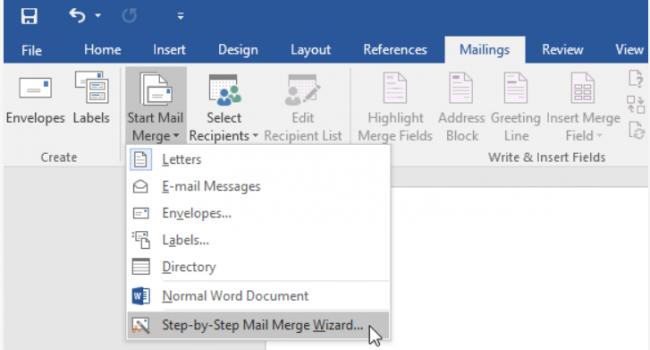 File Home Insert Design Layout References Mailings Review View
Envelopes Labels Start Mail Select Edit Highlight Address Greeting Insert Merge
Merge Recipients Recipient List Merge Fields Block Line Field
Create Write & Insert Fields
Letters
E-mail Messages
Envelopes...
Labels...
Directory
Normal Word Document
Step-by-Step Mail Merge Wizard...